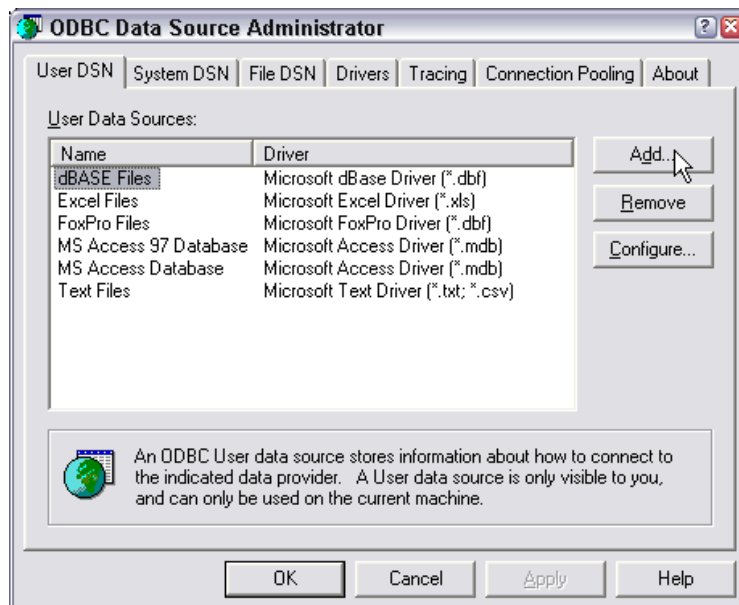 ODBC Data Source Administrator
User DSN System DSN File DSN Drivers Tracing Connection Pooling About
User Data Sources:
Name Driver
dBASE Files Microsoft dBase Driver (*.dbf)
Excel Files Microsoft Excel Driver (*.xls)
FoxPro Files Microsoft FoxPro Driver (*.dbf)
MS Access 97 Database Microsoft Access Driver (*.mdb)
MS Access Database Microsoft Access Driver (*.mdb)
Text Files Microsoft Text Driver (*.txt; *.csv)
Add...
Remove
Configure...
An ODBC User data source stores information about how to connect to
the indicated data provider. A User data source is only visible to you,
and can only be used on the current machine.
OK Cancel Apply Help